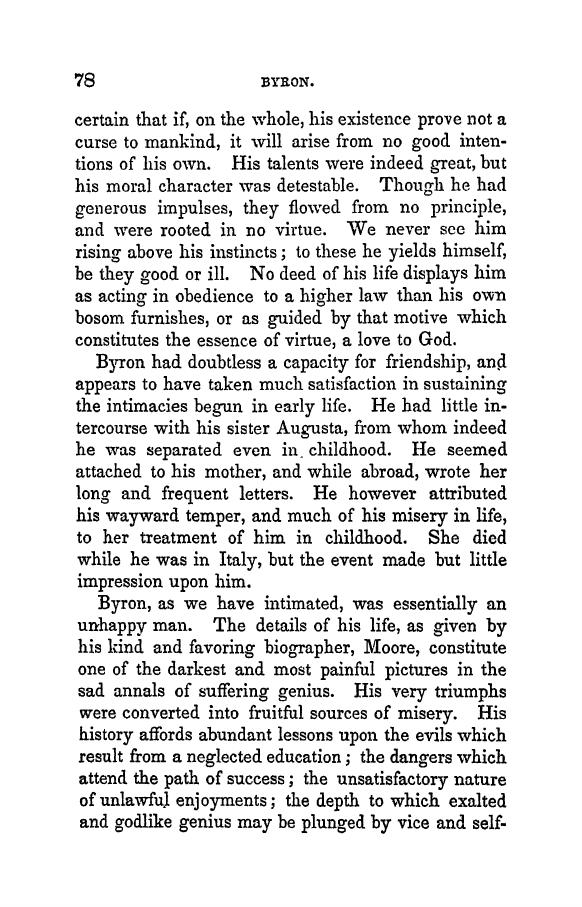 78 BYRON.
certain that if, on the whole, his existence prove not a
curse to mankind, it will arise from no good inten-
tions of his own. His talents were indeed great, but
his moral character was detestable. Though he had
generous impulses, they flowed from no principle,
and were rooted in no virtue. We never see him
rising above his instincts; to these he yields himself,
be they good or ill. No deed of his life displays him
as acting in obedience to a higher law than his own
bosom furnishes, or as guided by that motive which
constitutes the essence of virtue, a love to God.
Byron had doubtless a capacity for friendship, and
appears to have taken much satisfaction in sustaining
the intimacies begun in early life. He had little in-
tercourse with his sister Augusta, from whom indeed
he was separated even in childhood. He seemed
attached to his mother, and while abroad, wrote her
long and frequent letters. He however attributed
his wayward temper, and much of his misery in life,
to her treatment of him in childhood. She died
while he was in Italy, but the event made but little
impression upon him.
Byron, as we have intimated, was essentially an
unhappy man. The details of his life, as given by
his kind and favoring biographer, Moore, constitute
one of the darkest and most painful pictures in the
sad annals of suffering genius. His very triumphs
were converted into fruitful sources of misery. His
history affords abundant lessons upon the evils which
result from a neglected education; the dangers which
attend the path of success; the unsatisfactory nature
of unlawful enjoyments; the depth to which exalted
and godlike genius may be plunged by vice and self-